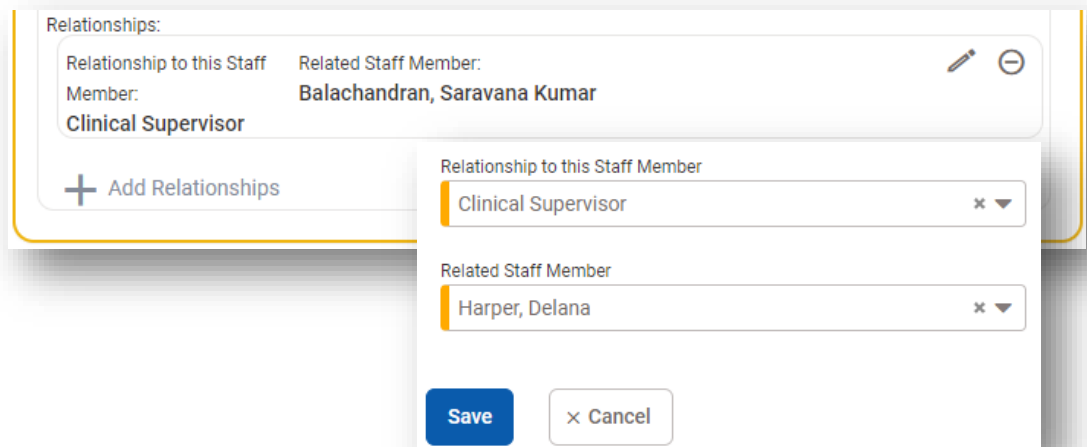 Relationships:
Relationship to this Staff Related Staff Member:
Member: Balachandran, Saravana Kumar
Clinical Supervisor
Add Relationships
Relationship to this Staff Member
Clinical Supervisor
Related Staff Member
Harper, Delana
Save × Cancel